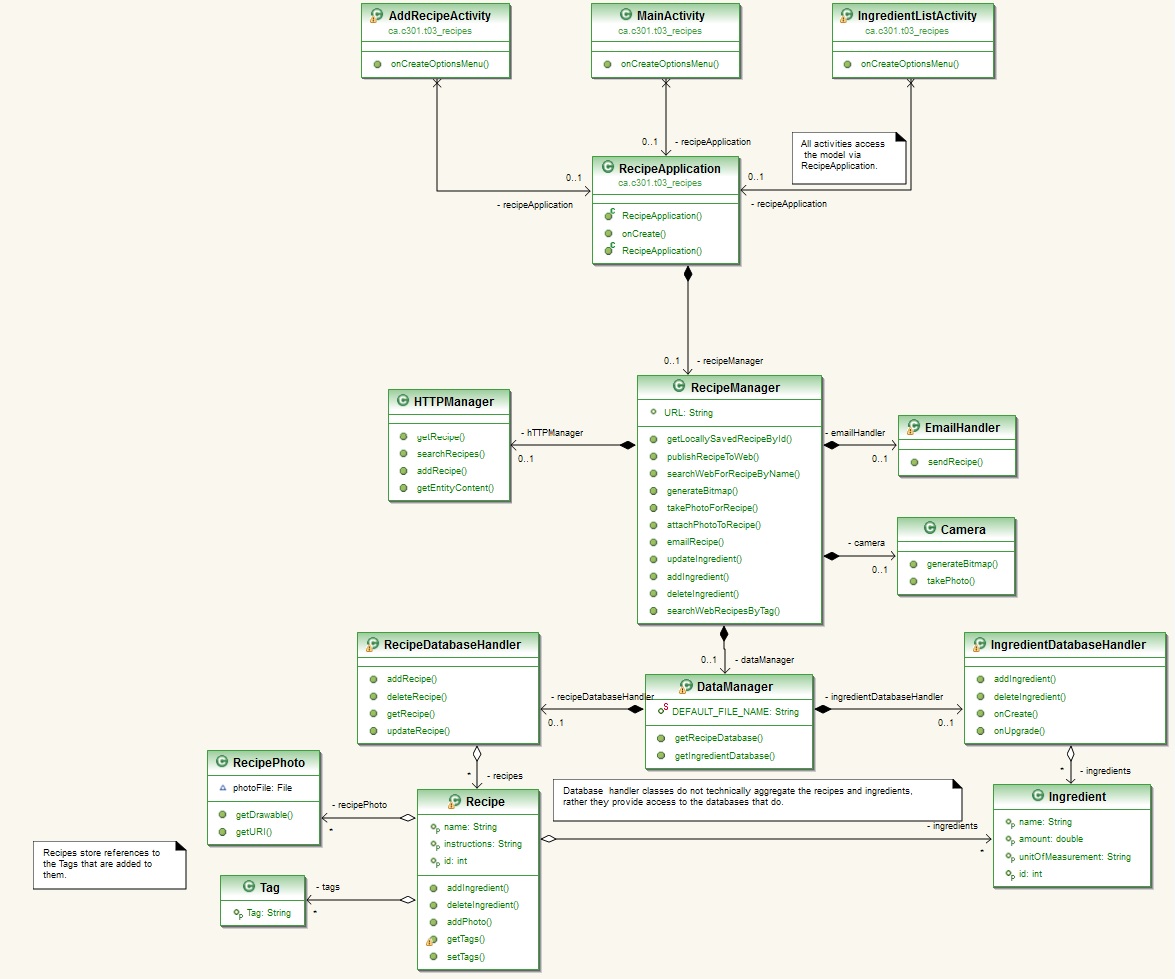 AddRecipeActivity
ca.c301.t03_recipes
onCreateOptionsMenu()
MainActivity
ca.c301.t03_recipes
onCreateOptionsMenu()
IngredientListActivity
ca.c301.t03_recipes
onCreateOptionsMenu()
0..1
- recipeApplication
All activities access
the model via
RecipeApplication.
0..1
- recipeApplication
0..1
- recipeApplication
RecipeApplication
ca.c301.t03_recipes
RecipeApplication()
onCreate()
RecipeApplication()
0..1
- recipeManager
RecipeManager
URL: String
getLocallySavedRecipeById()
publishRecipeToWeb()
searchWebForRecipeByName()
generateBitmap()
takePhotoForRecipe()
attachPhotoToRecipe()
emailRecipe()
updateIngredient()
addIngredient()
deleteIngredient()
searchWebRecipesByTag()
HTTPManager
getRecipe()
searchRecipes()
addRecipe()
getEntityContent()
- hTTPManager
0..1
- emailHandler
0..1
EmailHandler
sendRecipe()
- camera
0..1
Camera
generateBitmap()
takePhoto()
0..1
- dataManager
RecipeDatabaseHandler
addRecipe()
deleteRecipe()
getRecipe()
updateRecipe()
- recipeDatabaseHandler
0..1
DataManager
DEFAULT_FILE_NAME: String
getRecipeDatabase()
getIngredientDatabase()
- ingredientDatabaseHandler
0..1
IngredientDatabaseHandler
addIngredient()
deleteIngredient()
onCreate()
onUpgrade()
*
- recipes
*
- ingredients
RecipePhoto
photoFile: File
getDrawable()
getURI()
- recipePhoto
*
Recipe
name: String
instructions: String
id: int
addIngredient()
deleteIngredient()
addPhoto()
getTags()
setTags()
Database handler classes do not technically aggregate the recipes and ingredients,
rather they provide access to the databases that do.
- ingredients
*
Ingredient
name: String
amount: double
unitOfMeasurement: String
id: int
Recipes store references to
the Tags that are added to
them.
Tag
Tag: String
- tags
*